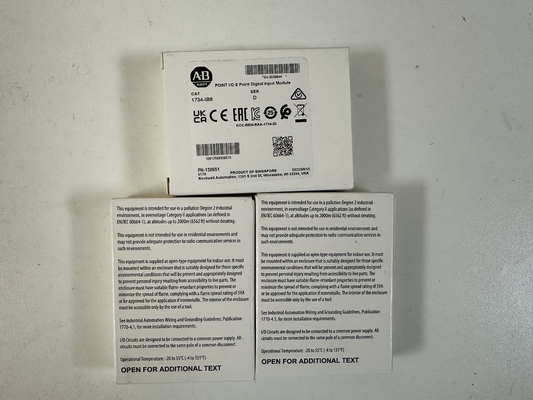 AB
POINT I/O 8 Point Digital Input Module
CAT
SER
1734-IB8
D
UK
CA
CE
EAC
KC
25
PN-130651
PRODUCT OF SINGAPORE
Rockwell Automation, 1201 S 2nd St, Milwaukee, WI 53204, USA
This equipment is intended for use in a pollution Degree 2 industrial
environment, in overvoltage Category II applications (as defined in
EN/IEC 60664-1), at altitudes up to 2000m (6562 ft) without derating.
This equipment is not intended for use in residential environments and
may not provide adequate protection to radio communication services in
such environments.
This equipment is supplied as open-type equipment for indoor use. It
must be mounted within an enclosure that is suitably designed for these specific
environmental conditions that will be present and appropriately designed
to prevent personal injury resulting from accessibility to live parts. The
enclosure must have suitable flame-retardant properties to prevent or
minimize the spread of flame, complying with a flame spread rating of 5VA
or be approved for the application if nonmetallic. The interior of the enclosure
must be accessible only by the use of a tool.
See Industrial Automation Wiring and Grounding Guidelines, Publication
1770-4.1, for more installation requirements.
I/O Circuits are designed to be connected to a common power supply. All
circuits must be connected to the same pole of a common disconnect.
Operational Temperature: -20 to 55°C (-4 to 131°F)
OPEN FOR ADDITIONAL TEXT
This equipment is intended for use in a pollution Degree 2 industrial
environment, in overvoltage Category II applications (as defined in
EN/IEC 60664-1), at altitudes up to 2000m (6562 ft) without derating.
This equipment is not intended for use in residential environments and
may not provide adequate protection to radio communication services in
such environments.
This equipment is supplied as open-type equipment for indoor use. It
must be mounted within an enclosure that is suitably designed for these specific
environmental conditions that will be present and appropriately designed
to prevent personal injury resulting from accessibility to live parts. The
enclosure must have suitable flame-retardant properties to prevent or
minimize the spread of flame, complying with a flame spread rating of 5VA
or be approved for the application if nonmetallic. The interior of the enclosure
must be accessible only by the use of a tool.
See Industrial Automation Wiring and Grounding Guidelines, Publication
1770-4.1, for more installation requirements.
I/O Circuits are designed to be connected to a common power supply. All
circuits must be connected to the same pole of a common disconnect.
Operational Temperature: -20 to 55°C (-4 to 131°F)
OPEN FOR ADDITIONAL TEXT